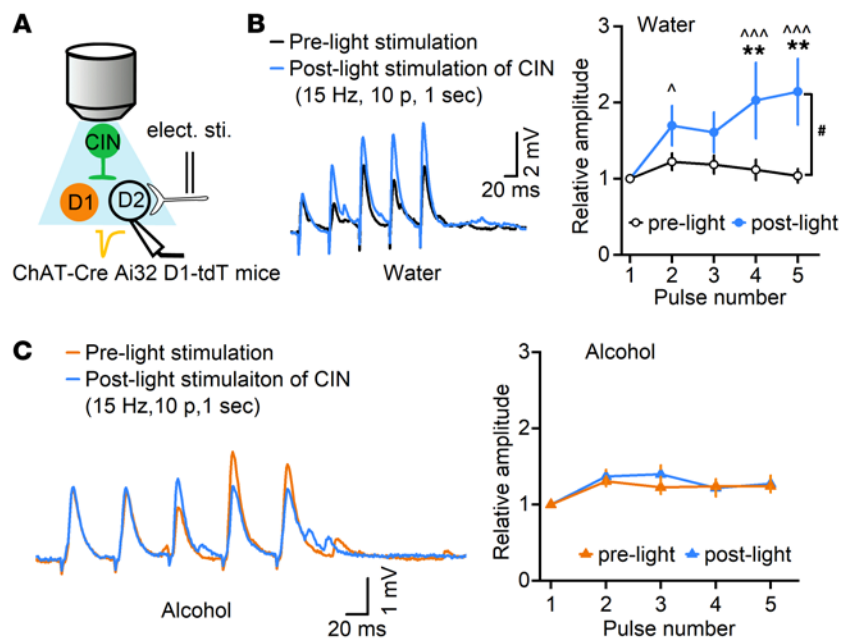 A
CIN
elect. sti.
D1
D2
ChAT-Cre Ai32 D1-tdT mice
B
Pre-light stimulation
Post-light stimulation of CIN
(15 Hz, 10 p, 1 sec)
2 mV
20 ms
Water
Water
^^^
^^^
**
**
^
#
Relative amplitude
3
2
1
0
pre-light
post-light
1 2 3 4 5
Pulse number
C
Pre-light stimulation
Post-light stimulaiton of CIN
(15 Hz,10 p,1 sec)
1 mV
20 ms
Alcohol
Alcohol
Relative amplitude
3
2
1
0
pre-light
post-light
1 2 3 4 5
Pulse number